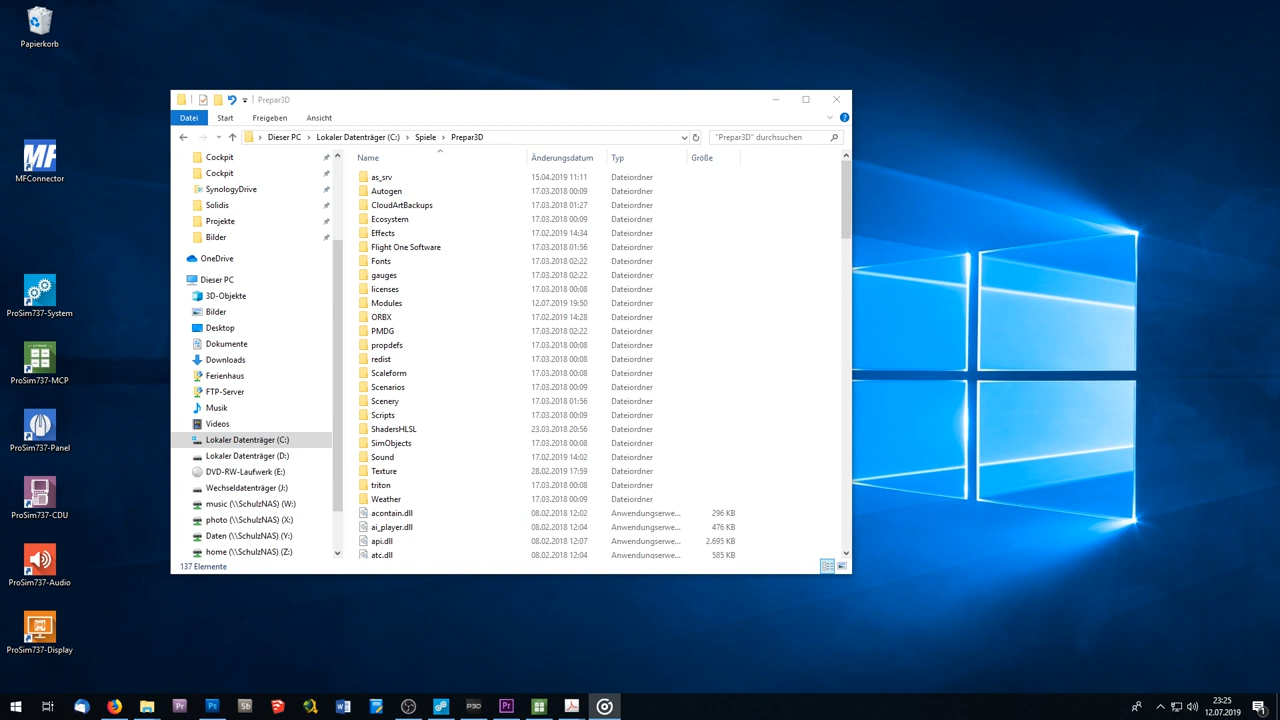 Papierkorb
MFConnector
ProSim737-System
ProSim737-MCP
ProSim737-Panel
ProSim737-CDU
ProSim737-Audio
ProSim737-Display
Prepar3D
Datei Start Freigeben Ansicht
Dieser PC Lokaler Datenträger (C:) Spiele Prepar3D "Prepar3D" durchsuchen
Cockpit
Cockpit
SynologyDrive
Solidis
Projekte
Bilder
OneDrive
Dieser PC
3D-Objekte
Bilder
Desktop
Dokumente
Downloads
Ferienhaus
FTP-Server
Musik
Videos
Lokaler Datenträger (C:)
Lokaler Datenträger (D:)
DVD-RW-Laufwerk (E:)
Wechseldatenträger (J:)
music (\\SchulzNAS) (W:)
photo (\\SchulzNAS) (X:)
Daten (\\SchulzNAS) (Y:)
home (\\SchulzNAS) (Z:)
Name Änderungsdatum Typ Größe
as_srv 15.04.2019 11:11 Dateiordner
Autogen 17.03.2018 00:09 Dateiordner
CloudArtBackups 17.03.2018 01:27 Dateiordner
Ecosystem 17.03.2018 00:09 Dateiordner
Effects 17.02.2019 14:34 Dateiordner
Flight One Software 17.03.2018 01:56 Dateiordner
Fonts 17.03.2018 02:22 Dateiordner
gauges 17.03.2018 02:22 Dateiordner
licenses 17.03.2018 00:08 Dateiordner
Modules 12.07.2019 19:50 Dateiordner
ORBX 17.02.2019 14:28 Dateiordner
PMDG 17.03.2018 02:22 Dateiordner
propdefs 17.03.2018 00:08 Dateiordner
redist 17.03.2018 00:08 Dateiordner
Scaleform 17.03.2018 00:08 Dateiordner
Scenarios 17.03.2018 00:09 Dateiordner
Scenery 17.03.2018 01:56 Dateiordner
Scripts 17.03.2018 00:09 Dateiordner
ShadersHLSL 23.03.2018 20:56 Dateiordner
SimObjects 17.03.2018 00:08 Dateiordner
Sound 17.02.2019 14:02 Dateiordner
Texture 28.02.2019 17:59 Dateiordner
triton 17.03.2018 00:08 Dateiordner
Weather 17.03.2018 00:09 Dateiordner
acontain.dll 08.02.2018 12:02 Anwendungserwe... 296 KB
ai_player.dll 08.02.2018 12:04 Anwendungserwe... 476 KB
api.dll 08.02.2018 12:07 Anwendungserwe... 2.695 KB
atc.dll 08.02.2018 12:04 Anwendungserwe... 585 KB
137 Elemente
MF
Pr Ps Sb W P3D Pr
23:25
12.07.2019
1